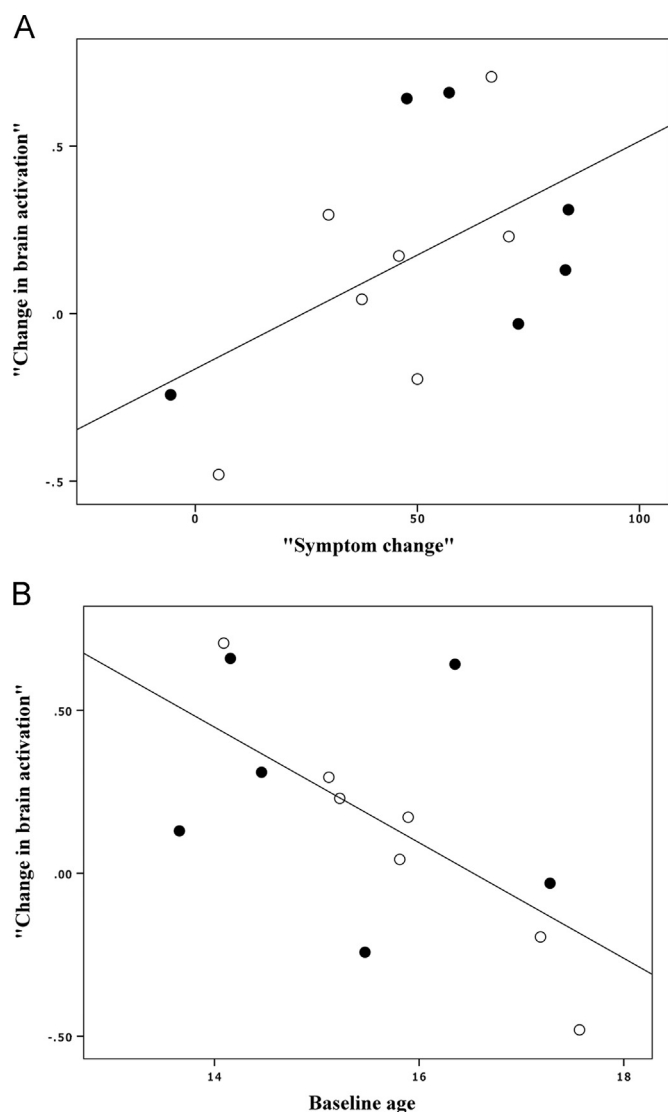 A
"Change in brain activation"
.5
.0
-.5
0 50 100
"Symptom change"
B
"Change in brain activation"
.50
.00
-.50
14 16 18
Baseline age